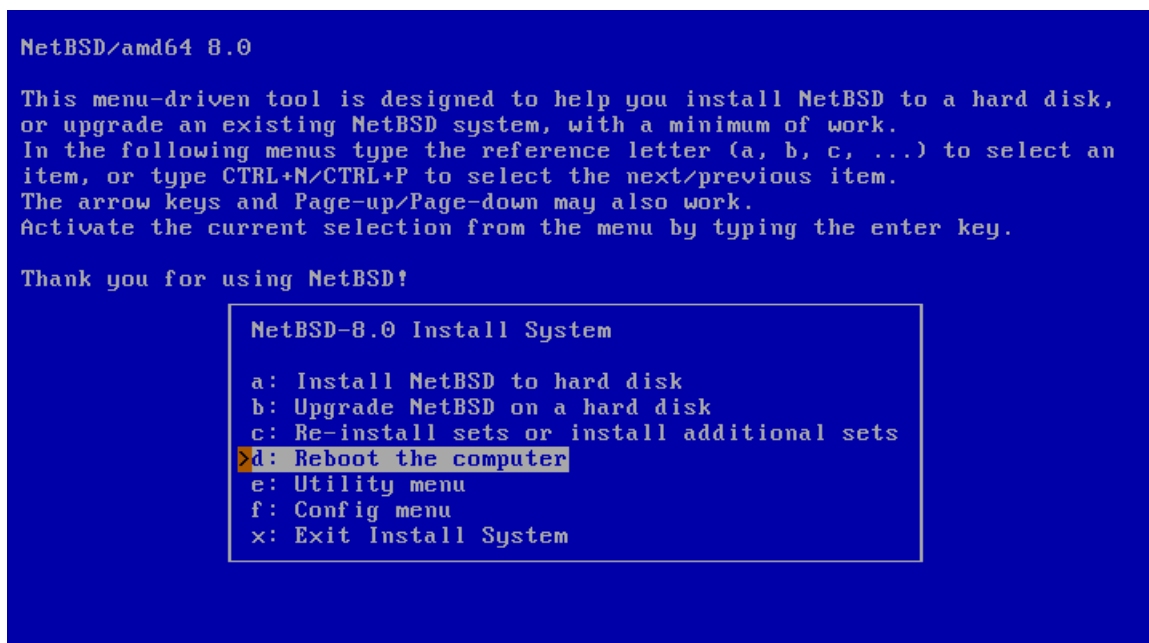 NetBSD/amd64 8.0
This menu-driven tool is designed to help you install NetBSD to a hard disk,
or upgrade an existing NetBSD system, with a minimum of work.
In the following menus type the reference letter (a, b, c, ...) to select an
item, or type CTRL+N/CTRL+P to select the next/previous item.
The arrow keys and Page-up/Page-down may also work.
Activate the current selection from the menu by typing the enter key.
Thank you for using NetBSD!
NetBSD-8.0 Install System
a: Install NetBSD to hard disk
b: Upgrade NetBSD on a hard disk
c: Re-install sets or install additional sets
>d: Reboot the computer
e: Utility menu
f: Config menu
x: Exit Install System